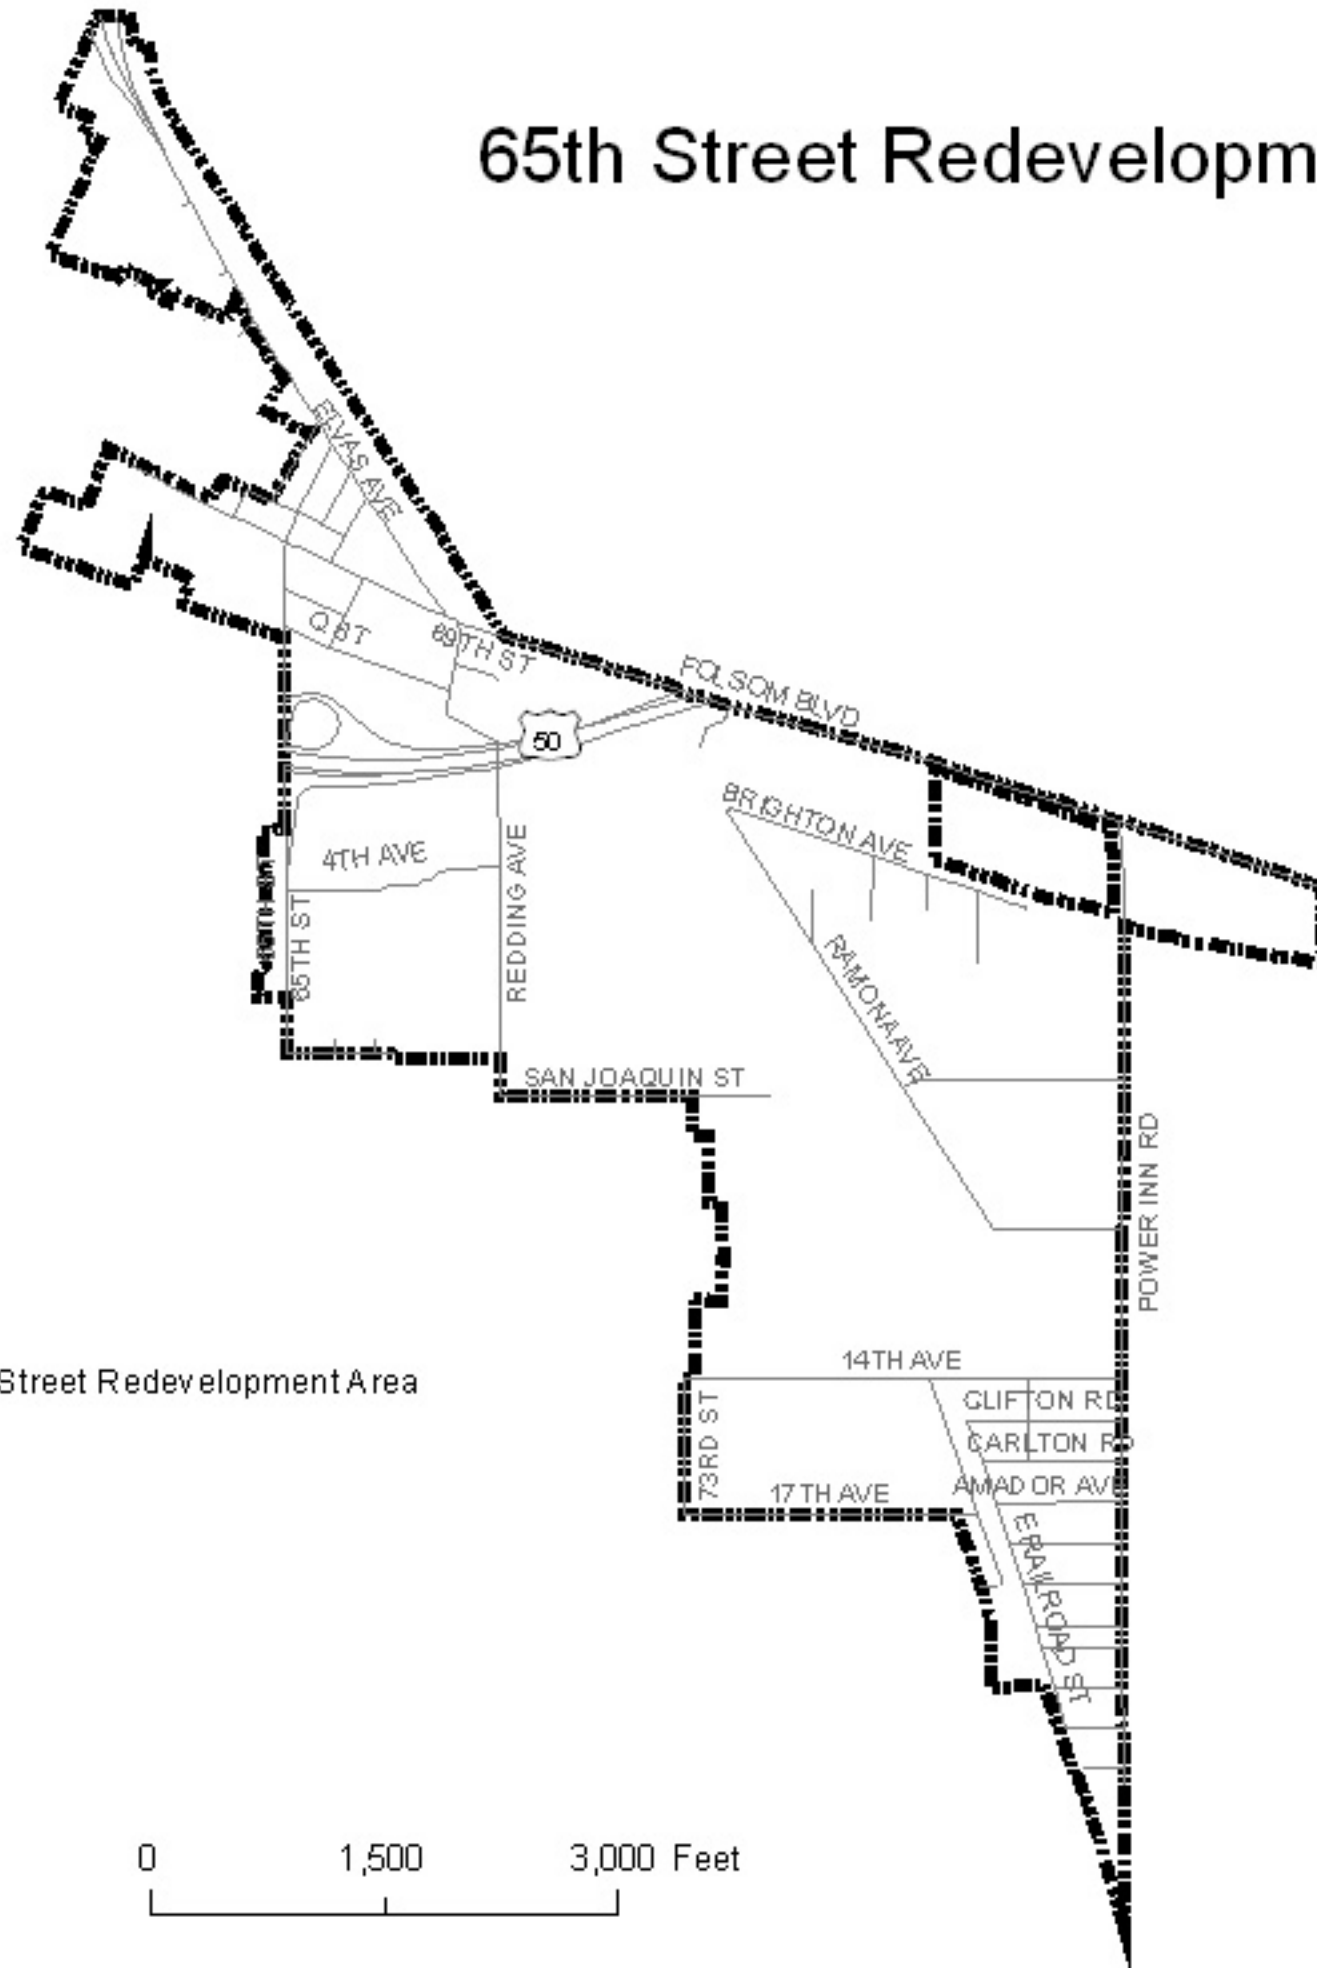 65th Street Redevelopm
ELVAS AVE
Q ST
69TH ST
FOLSOM BLVD
50
BRIGHTON AVE
4TH AVE
REDDING AVE
65TH ST
RAMONA AVE
SAN JOAQUIN ST
POWER INN RD
14TH AVE
Street Redevelopment Area
CLIFTON RD
73RD ST
CARLTON RD
AMADOR AVE
17TH AVE
E RAILROAD ST
0 1,500 3,000 Feet